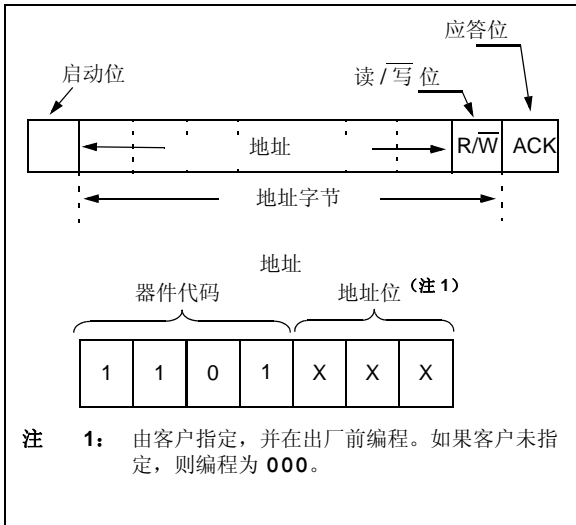 应答位
启动位
读 / 写 位
地址
R/W
ACK
地址字节
地址
器件代码
地址位（注 1）
1 1 0 1 X X X
注 1： 由客户指定，并在出厂前编程。如果客户未指
定，则编程为 000。